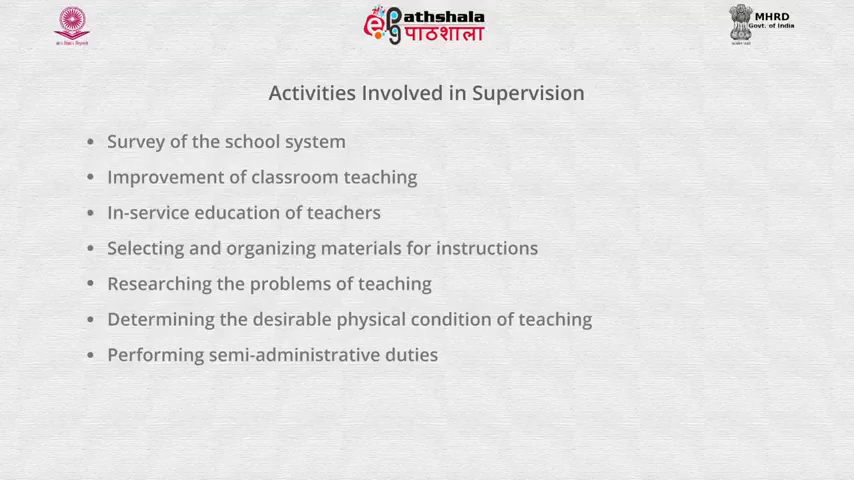 ePathshala
पाठशाला
MHRD
Govt. of India
Activities Involved in Supervision
• Survey of the school system
• Improvement of classroom teaching
• In-service education of teachers
• Selecting and organizing materials for instructions
• Researching the problems of teaching
• Determining the desirable physical condition of teaching
• Performing semi-administrative duties